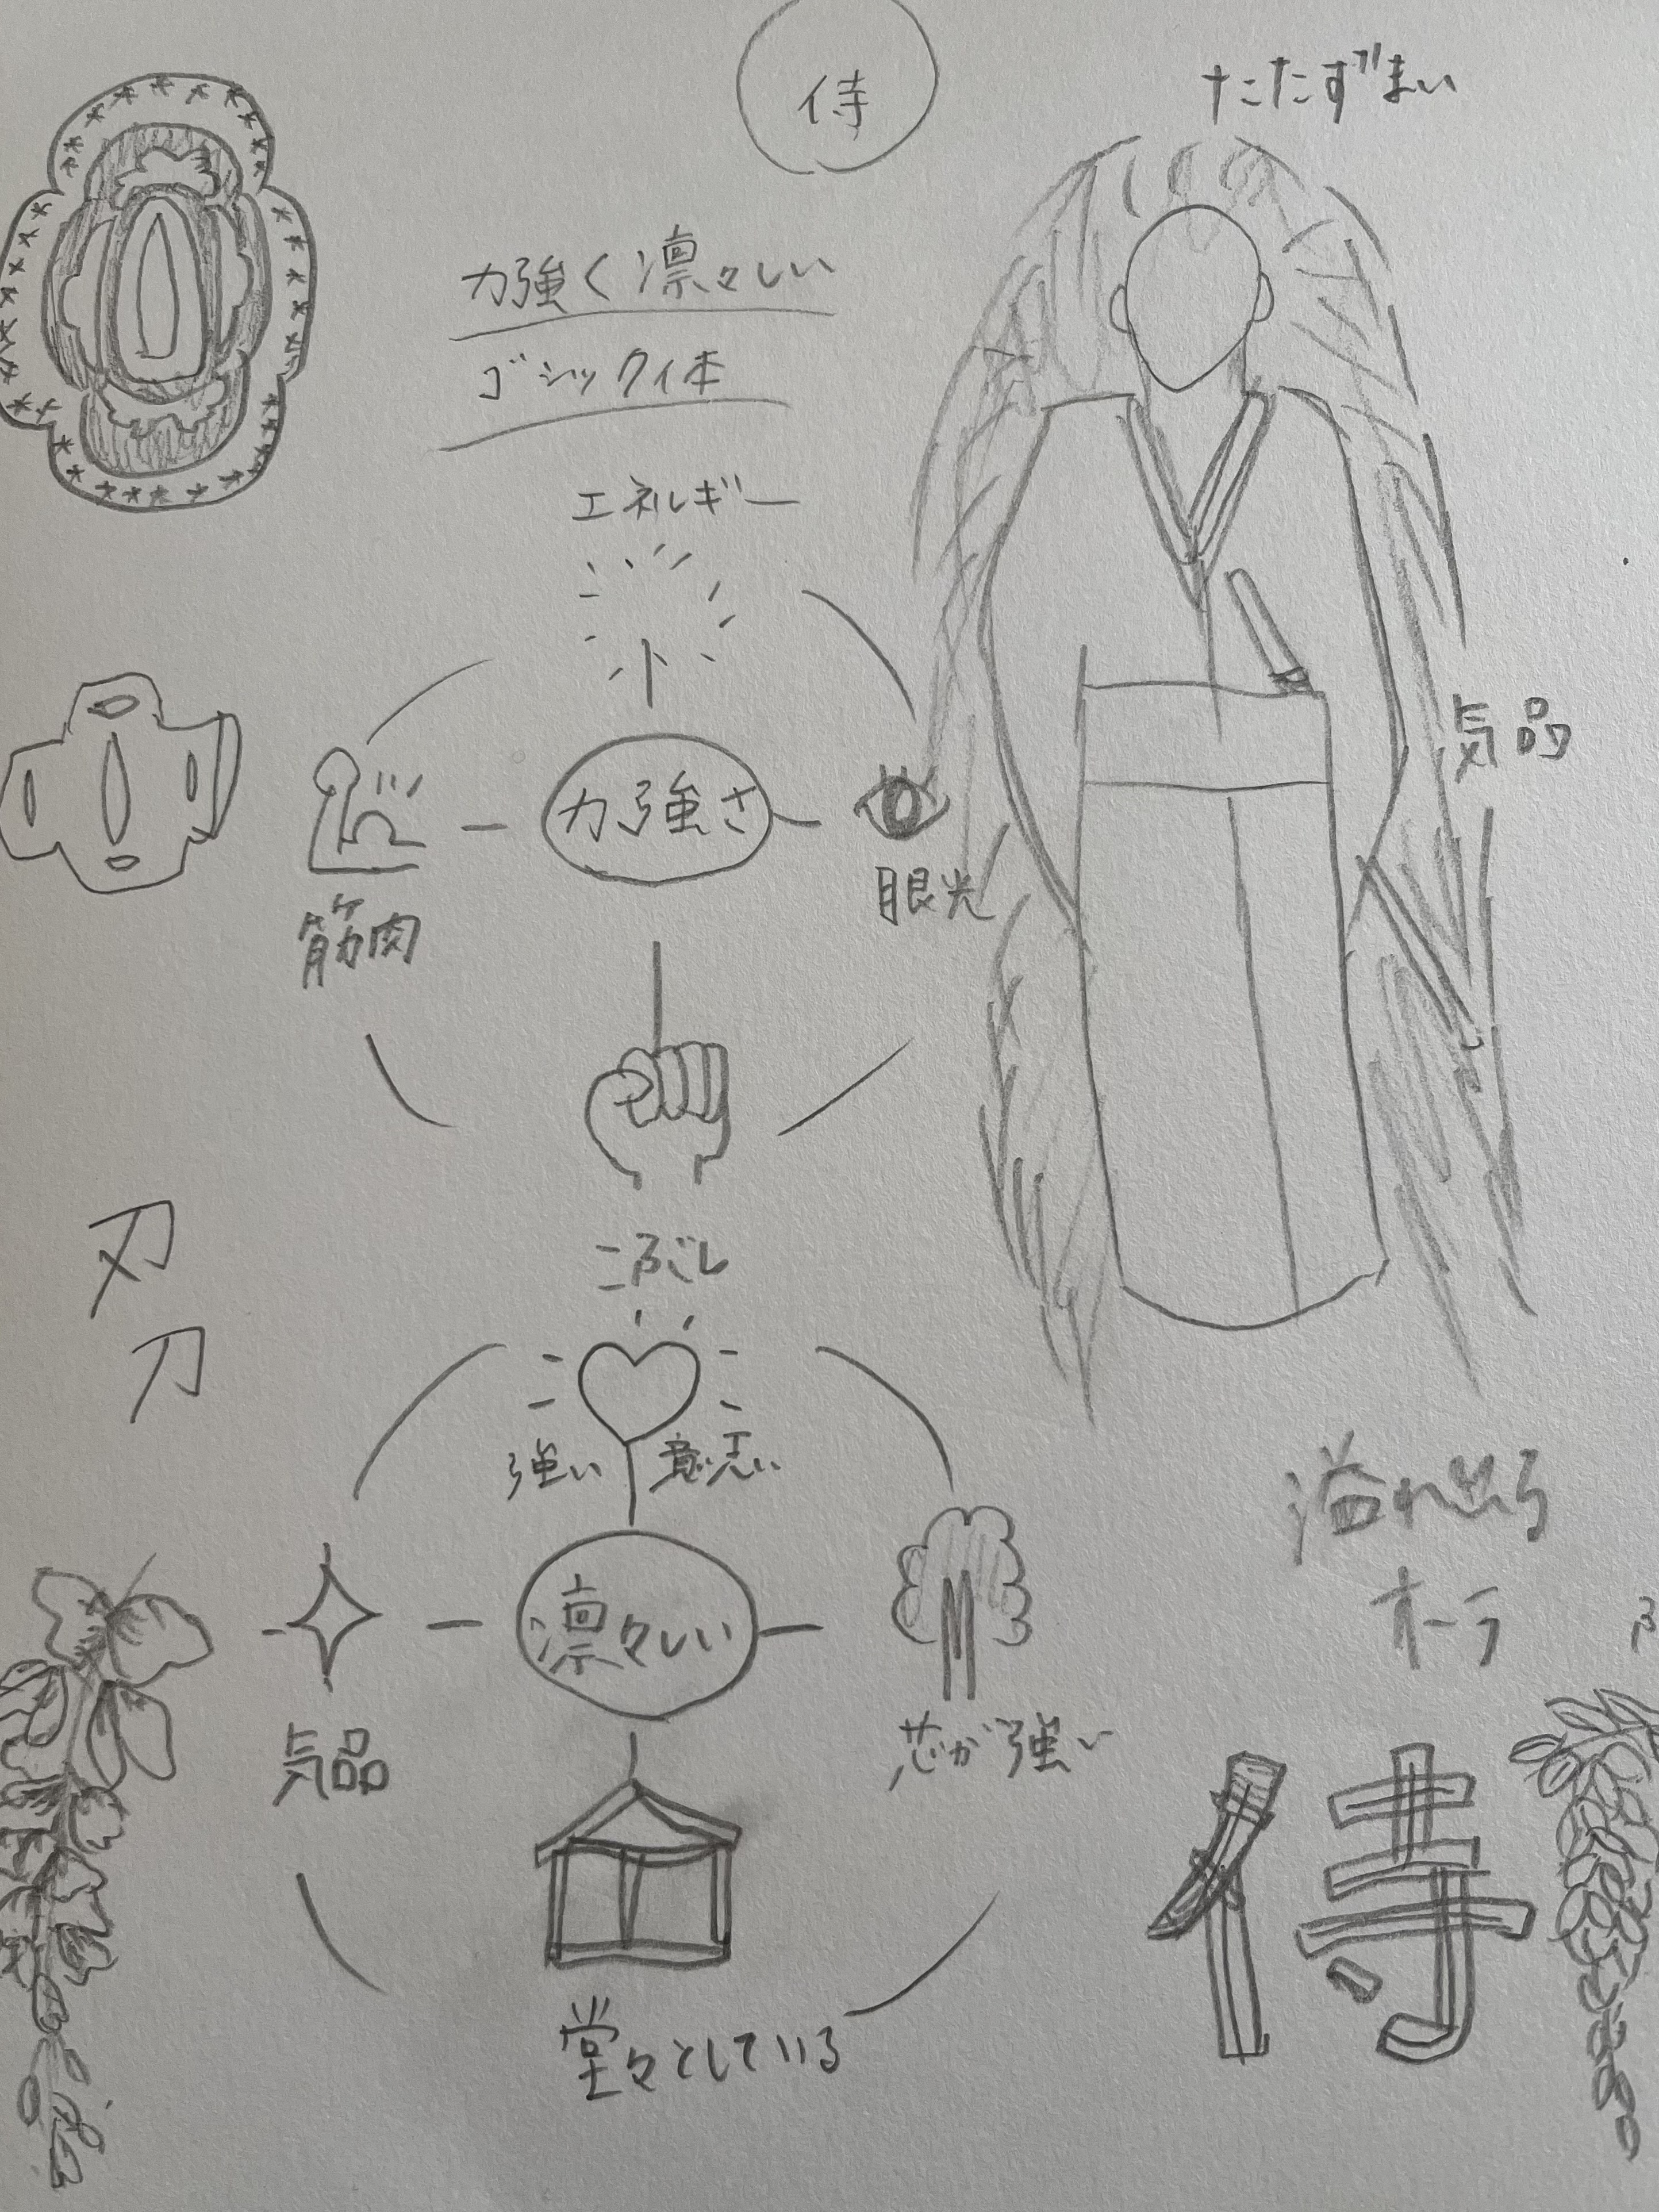 侍
たたずまい
力強く凛々しい
ゴシック体
エネルギー
力強さ
気品
筋肉
眼光
こぶし
刃
刀
強い意志
凛々しい
溢れ出る
オーラ
気品
芯が強い
侍
堂々としている